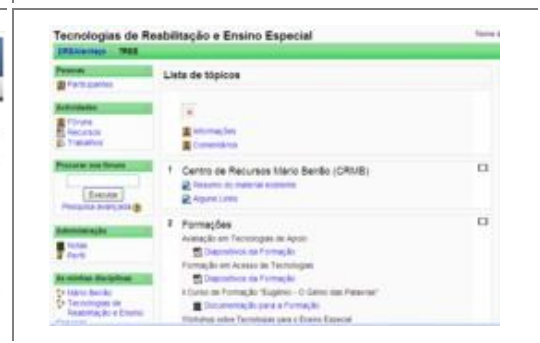 Tecnologias de Reabilitação e Ensino Especial
TREE
Pessoas
Participantes
Actividades
Fóruns
Recursos
Trabalhos
Procurar nos fóruns
Executar
Pesquisa avançada
Administração
Notas
Perfil
As minhas disciplinas
Mário Beirão
Tecnologias de
Reabilitação e Ensino
Lista de tópicos
Informações
Comentários
1 Centro de Recursos Mário Beirão (CRMB)
Resumo do material existente
Alguns Links
2 Formações
Avaliação em Tecnologias de Apoio
Diapositivos da Formação
Formação em Acesso às Tecnologias
Diapositivos da Formação
II Curso de Formação "Eugénio - O Génio das Palavras"
Documentação para a Formação
Workshop sobre Tecnologias para o Ensino Especial